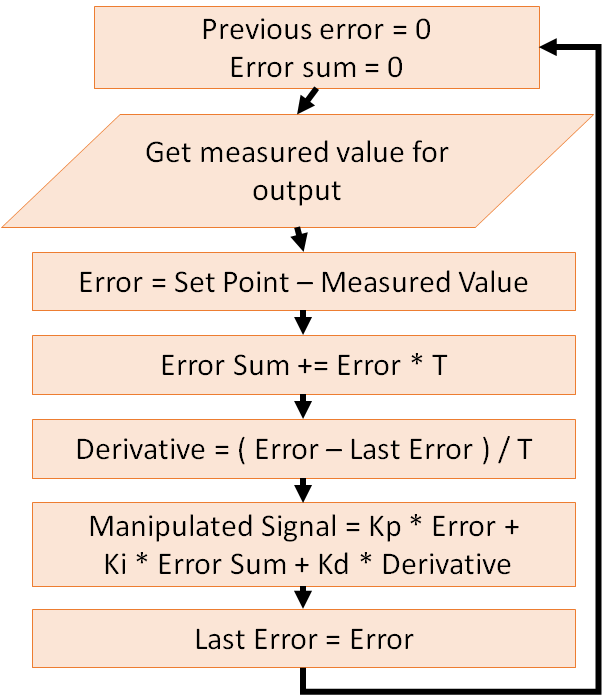 Previous error = 0
Error sum = 0
Get measured value for
output
Error = Set Point – Measured Value
Error Sum += Error * T
Derivative = ( Error – Last Error ) / T
Manipulated Signal = Kp * Error +
Ki * Error Sum + Kd * Derivative
Last Error = Error